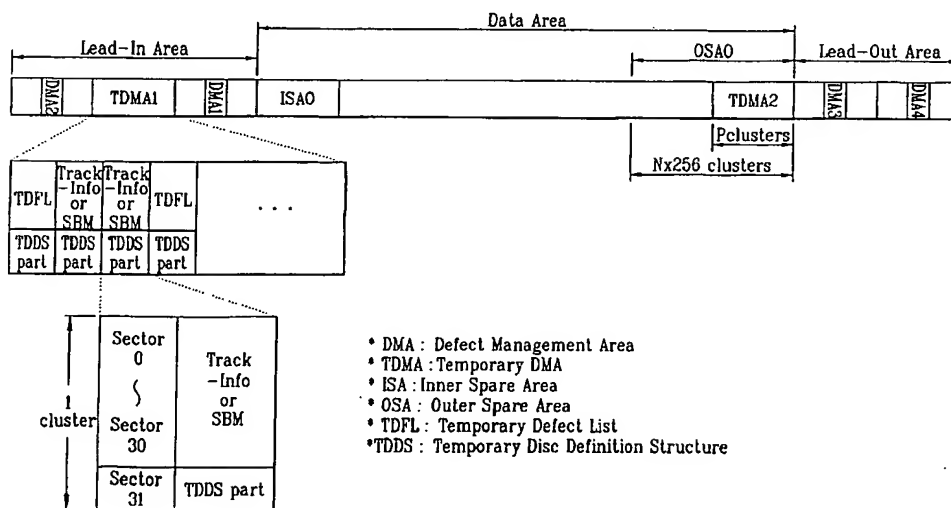 Data Area
Lead-In Area
OSA0
Lead-Out Area
DMA2
TDMA1
DMA1
ISA0
TDMA2
DMA3
DMA4
Pclusters
Nx256 clusters
TDFL
Track
-Info
or
SBM
Track
-Info
or
SBM
TDFL
. . .
TDDS
part
TDDS
part
TDDS
part
TDDS
part
1
cluster
Sector
0
Sector
30
Track
-Info
or
SBM
Sector
31
TDDS part
* DMA : Defect Management Area
* TDMA : Temporary DMA
* ISA : Inner Spare Area
* OSA : Outer Spare Area
* TDFL : Temporary Defect List
*TDDS : Temporary Disc Definition Structure